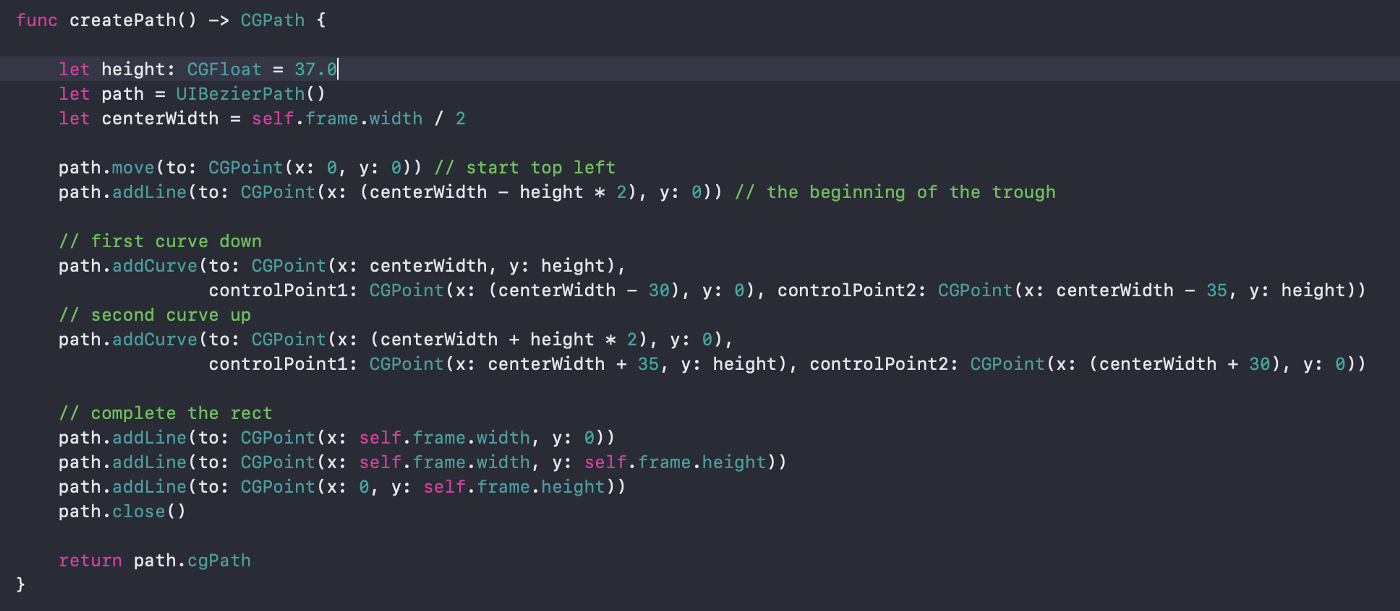 func createPath() -> CGPath {
let height: CGFloat = 37.0
let path = UIBezierPath()
let centerWidth = self.frame.width / 2
path.move(to: CGPoint(x: 0, y: 0)) // start top left
path.addLine(to: CGPoint(x: (centerWidth - height * 2), y: 0)) // the beginning of the trough
// first curve down
path.addCurve(to: CGPoint(x: centerWidth, y: height),
controlPoint1: CGPoint(x: (centerWidth - 30), y: 0), controlPoint2: CGPoint(x: centerWidth - 35, y: height))
// second curve up
path.addCurve(to: CGPoint(x: (centerWidth + height * 2), y: 0),
controlPoint1: CGPoint(x: centerWidth + 35, y: height), controlPoint2: CGPoint(x: (centerWidth + 30), y: 0))
// complete the rect
path.addLine(to: CGPoint(x: self.frame.width, y: 0))
path.addLine(to: CGPoint(x: self.frame.width, y: self.frame.height))
path.addLine(to: CGPoint(x: 0, y: self.frame.height))
path.close()
return path.cgPath
}